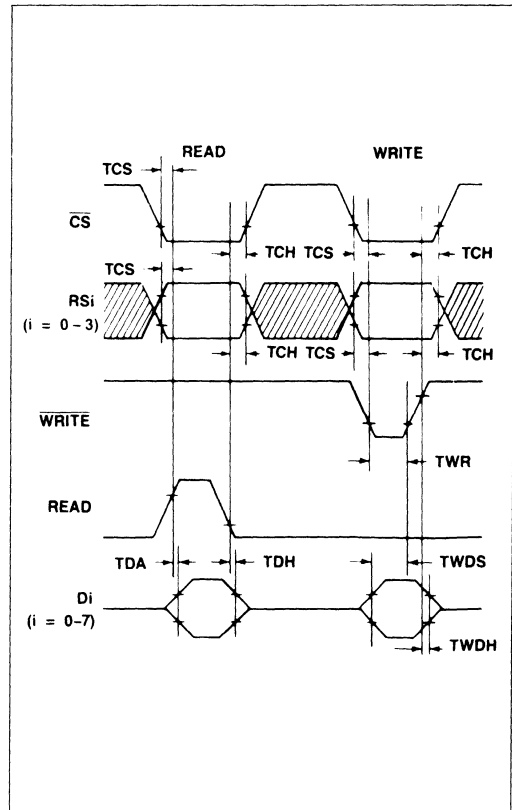 READ WRITE
TCS
CS
TCH TCS TCH
TCS
RSi
(i = 0 – 3)
TCH TCS TCH
WRITE
TWR
READ
TDA TDH TWDS
Di
(i = 0–7)
TWDH